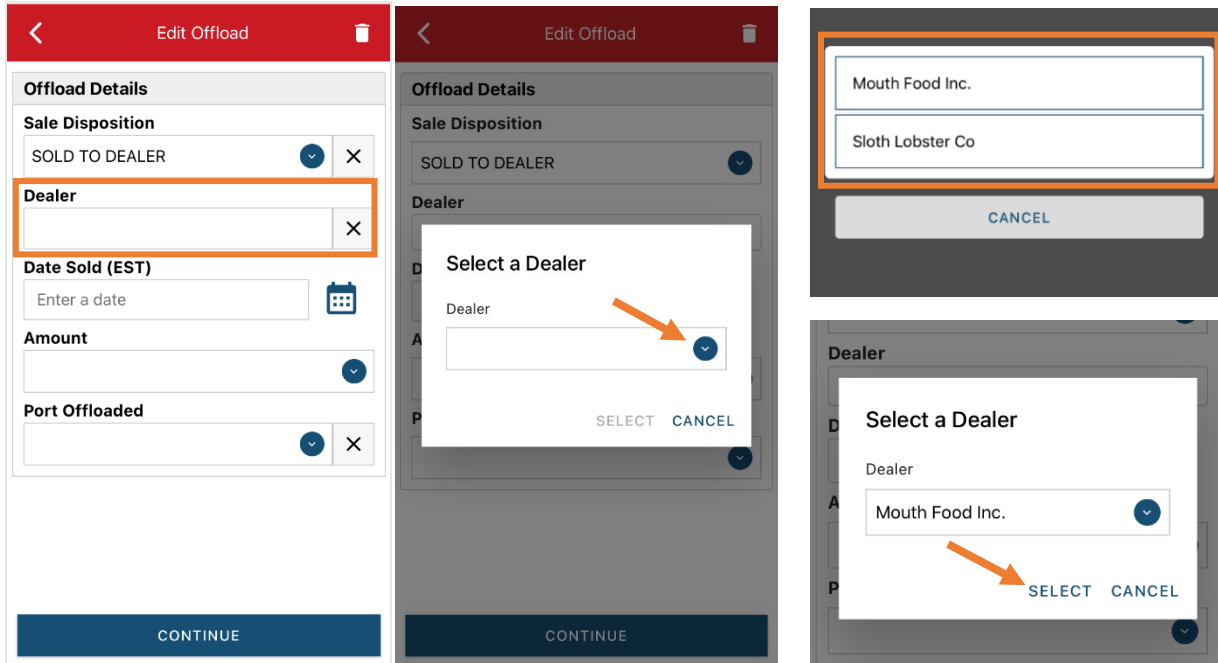 Edit Offload
Offload Details
Sale Disposition
SOLD TO DEALER
Dealer
Date Sold (EST)
Enter a date
Amount
Port Offloaded
CONTINUE
Edit Offload
Offload Details
Sale Disposition
SOLD TO DEALER
Dealer
D
Select a Dealer
Dealer
A
P
SELECT CANCEL
CONTINUE
Mouth Food Inc.
Sloth Lobster Co
CANCEL
Dealer
D
Select a Dealer
Dealer
A
Mouth Food Inc.
P
SELECT CANCEL